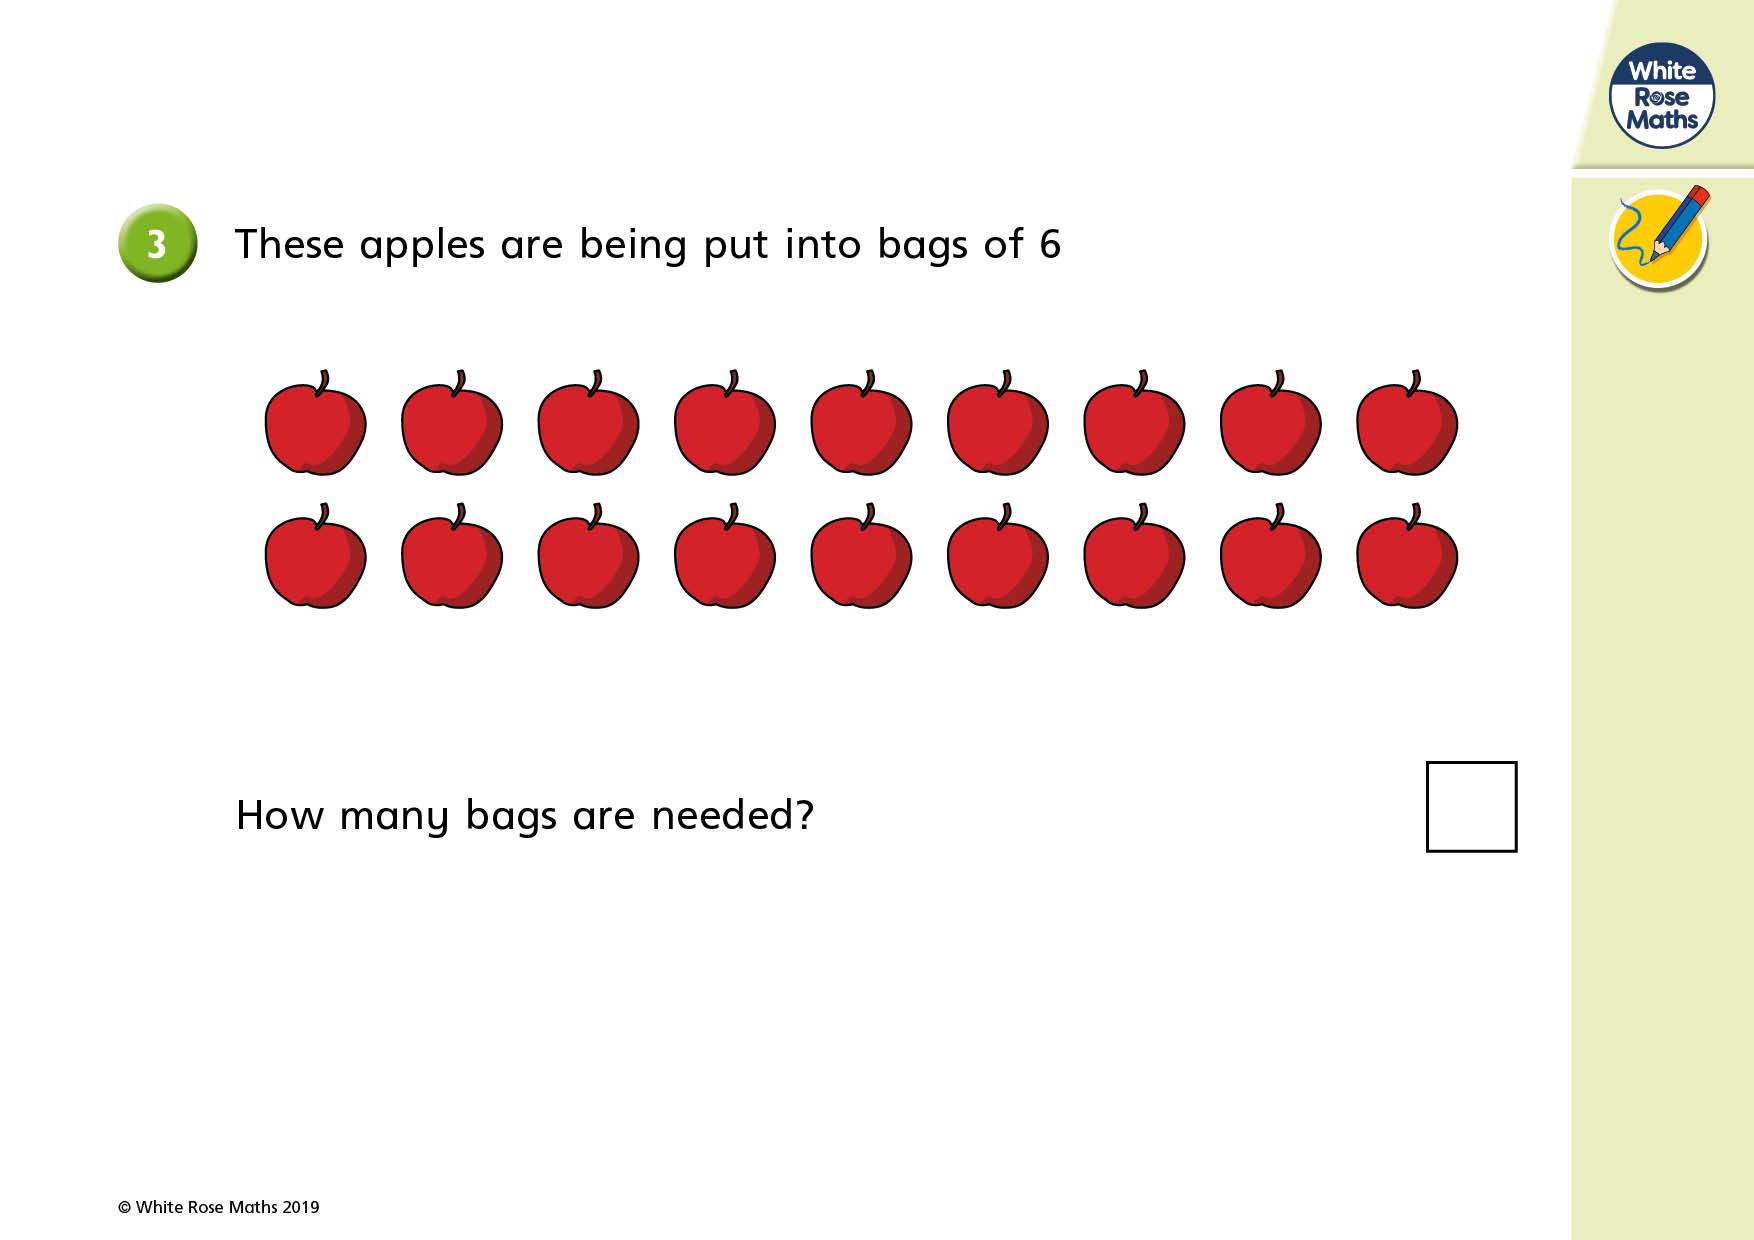 White
Rose
Maths
3 These apples are being put into bags of 6
How many bags are needed?
© White Rose Maths 2019